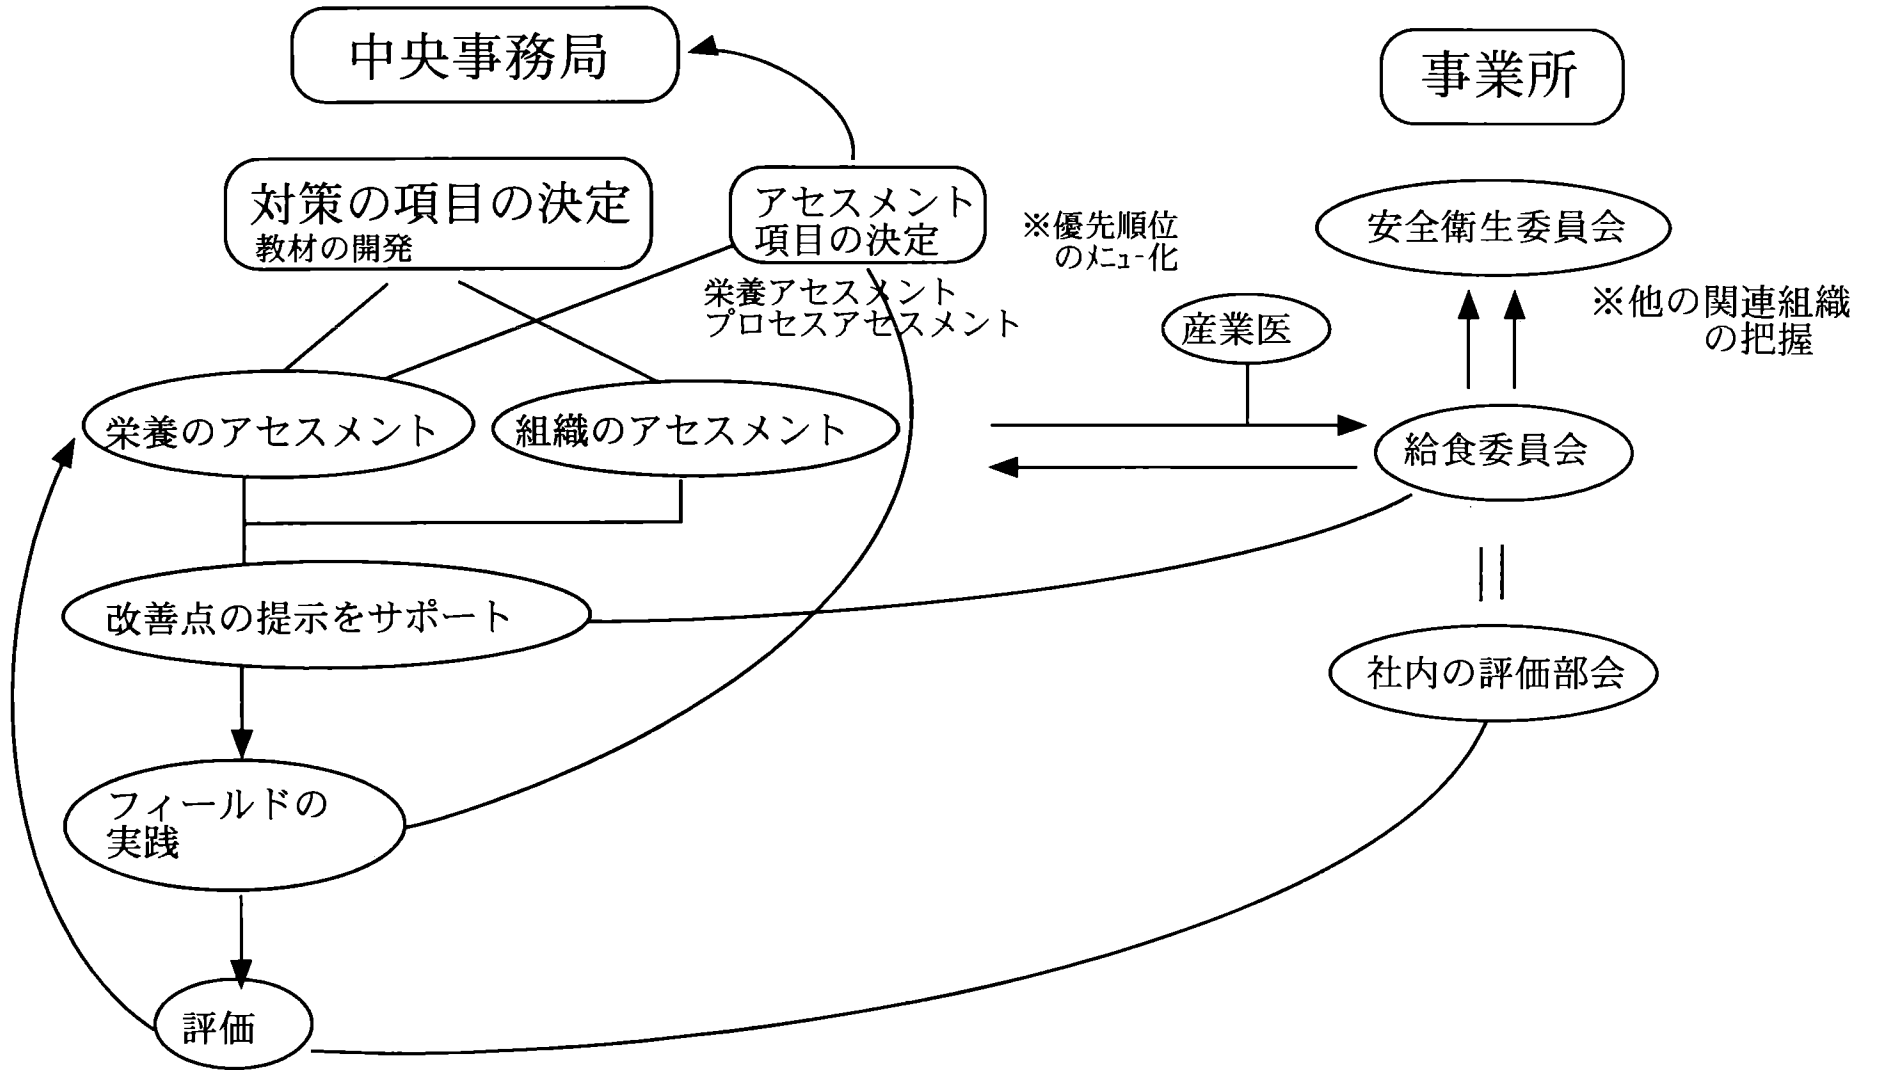 中央事務局
事業所
対策の項目の決定
教材の開発
アセスメント
項目の決定
※優先順位
のﾒﾆｭｰ化
安全衛生委員会
栄養アセスメント
プロセスアセスメント
産業医
※他の関連組織
の把握
栄養のアセスメント
組織のアセスメント
給食委員会
改善点の提示をサポート
社内の評価部会
フィールドの
実践
評価